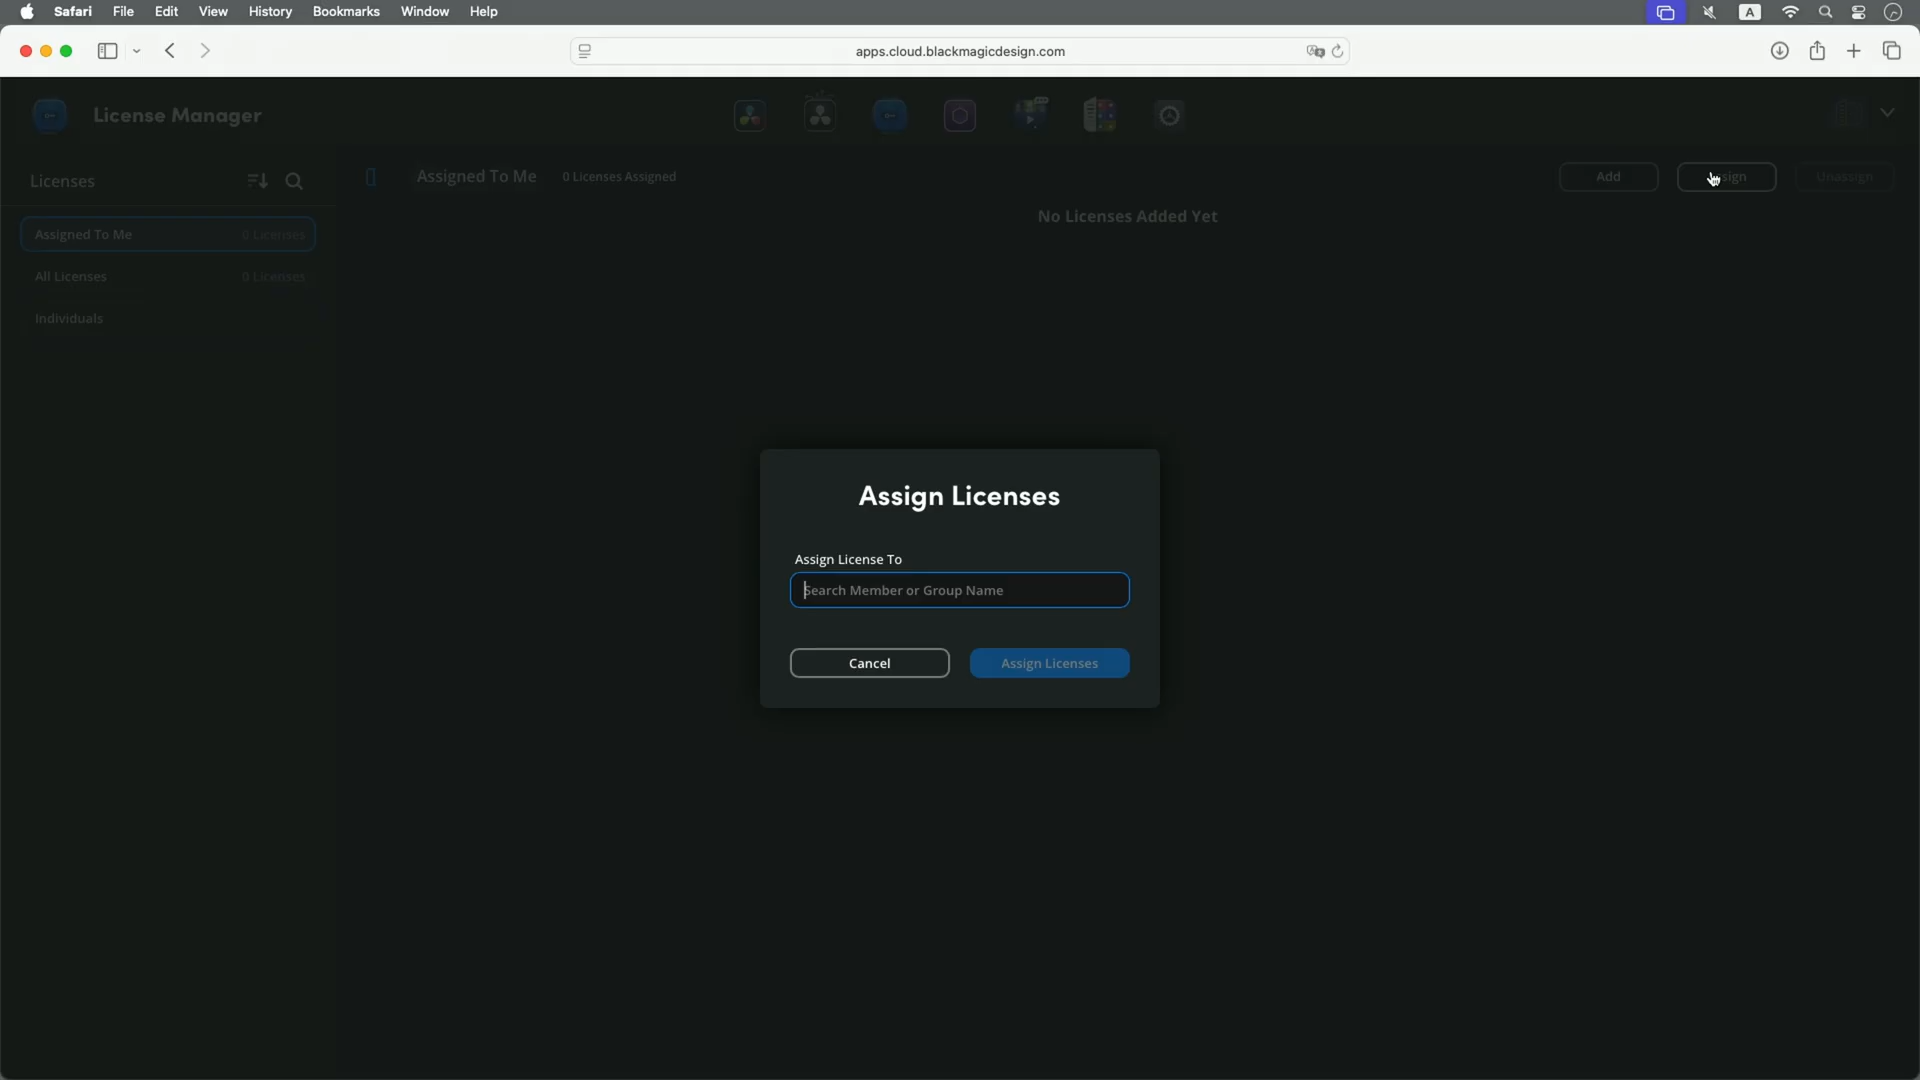 Safari File Edit View History Bookmarks Window Help
A
apps.cloud.blackmagicdesign.com
License Manager
Licenses
Assigned To Me 0 Licenses Assigned
Add
Unassign
Assigned To Me 0 Licenses
No Licenses Added Yet
All Licenses 0 Licenses
Individuals
Assign Licenses
Assign License To
Search Member or Group Name
Cancel
Assign Licenses